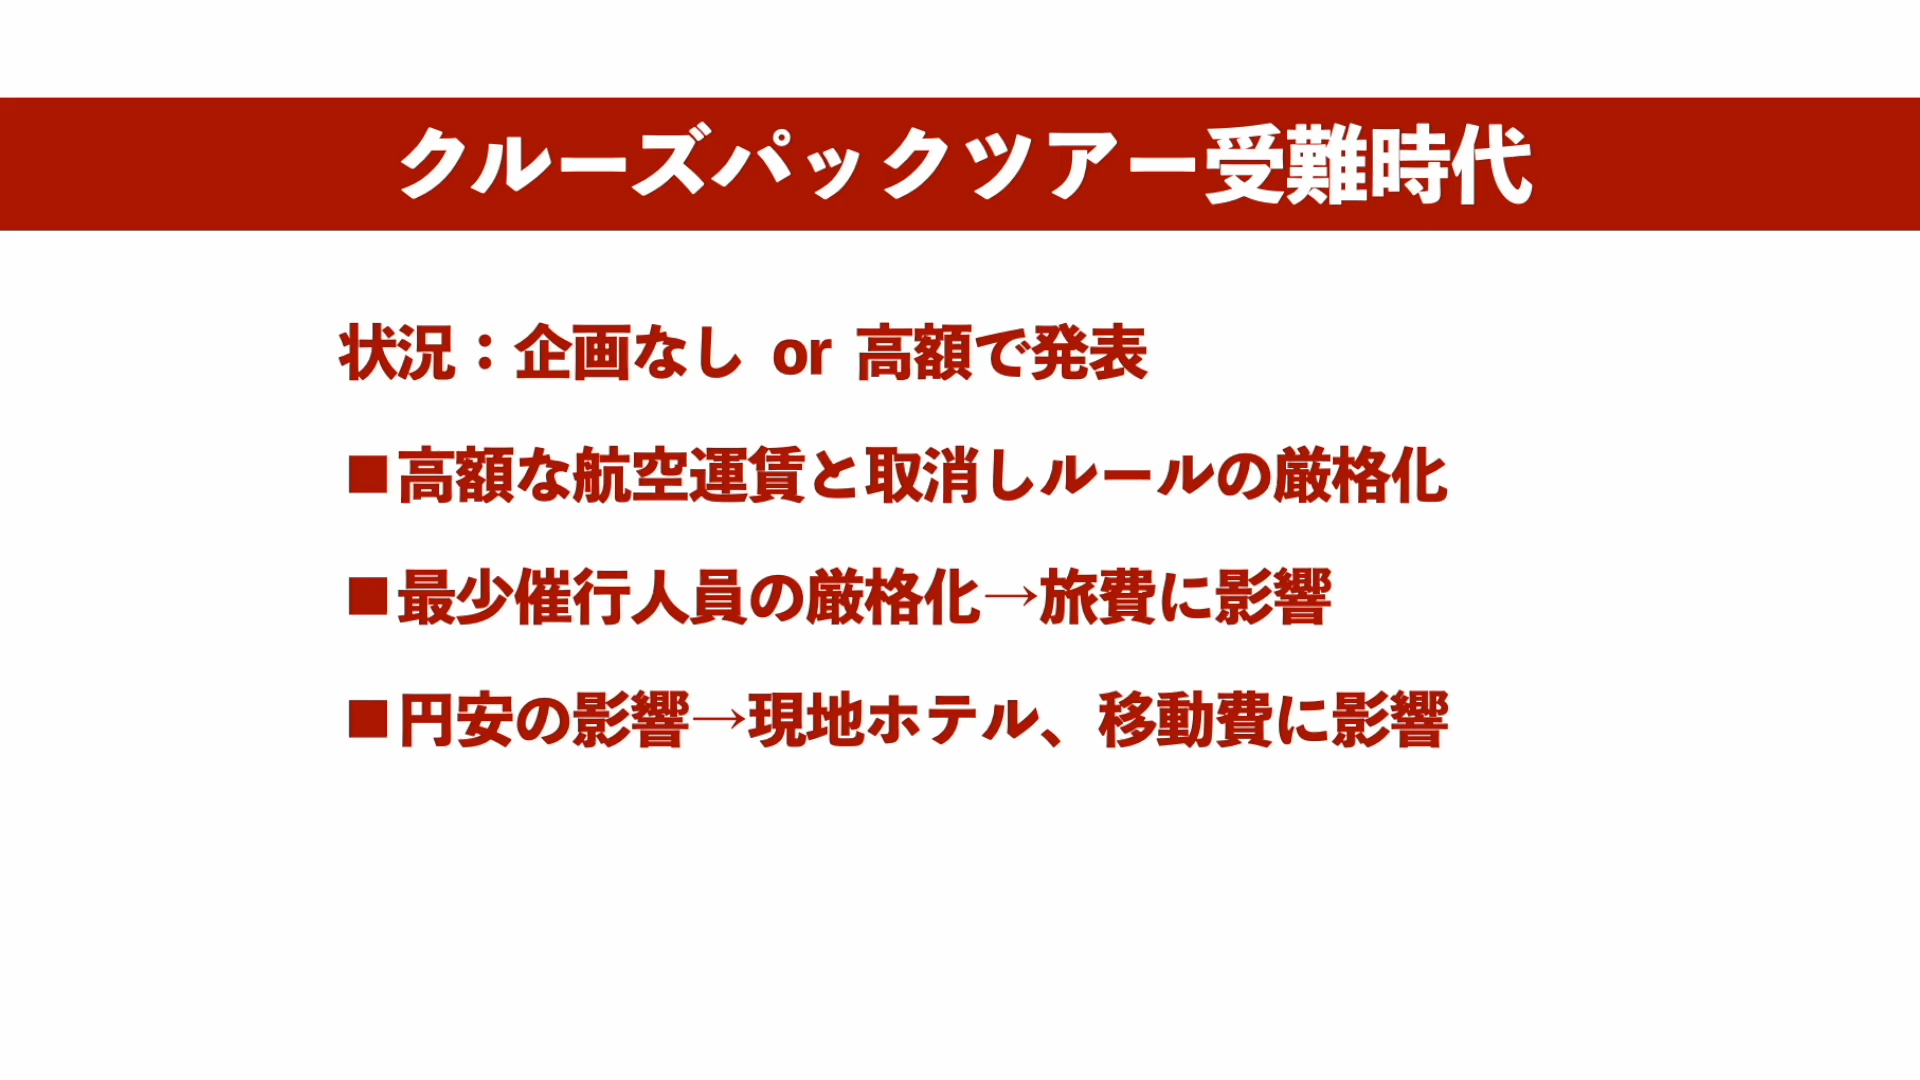 クルーズパックツアー受難時代
状況：企画なし or 高額で発表
■高額な航空運賃と取消しルールの厳格化
■最少催行人員の厳格化→旅費に影響
■円安の影響→現地ホテル、移動費に影響